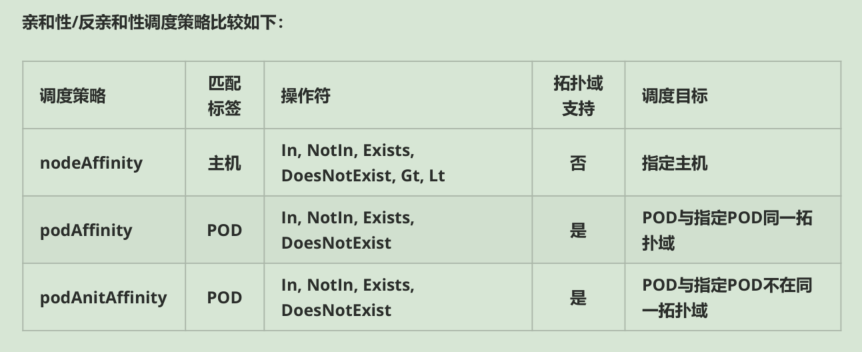 亲和性/反亲和性调度策略比较如下：
调度策略
匹配
标签
操作符
拓扑域
支持
调度目标
nodeAffinity
主机
In, NotIn, Exists,
DoesNotExist, Gt, Lt
否
指定主机
podAffinity
POD
In, NotIn, Exists,
DoesNotExist
是
POD与指定POD同一拓
扑域
podAnitAffinity
POD
In, NotIn, Exists,
DoesNotExist
是
POD与指定POD不在同
一拓扑域